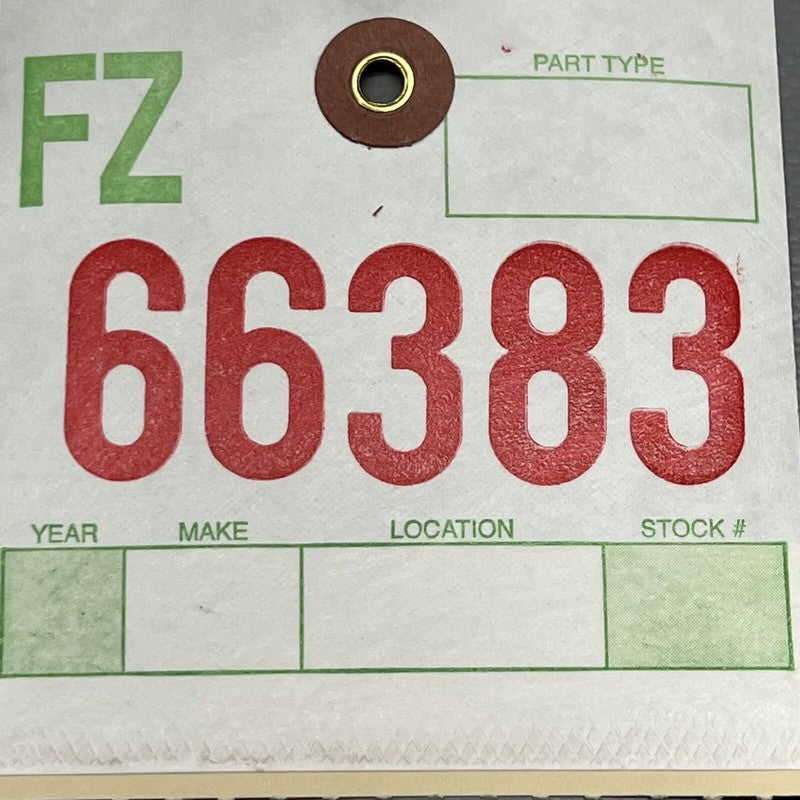 FZ
PART TYPE
66383
YEAR MAKE LOCATION STOCK #